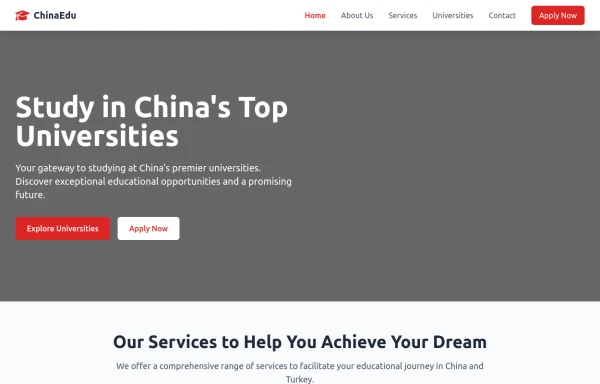 ChinaEdu
Home About Us Services Universities Contact Apply Now
Study in China's Top
Universities
Your gateway to studying at China's premier universities.
Discover exceptional educational opportunities and a promising
future.
Explore Universities Apply Now
Our Services to Help You Achieve Your Dream
We offer a comprehensive range of services to facilitate your educational journey in China and
Turkey.